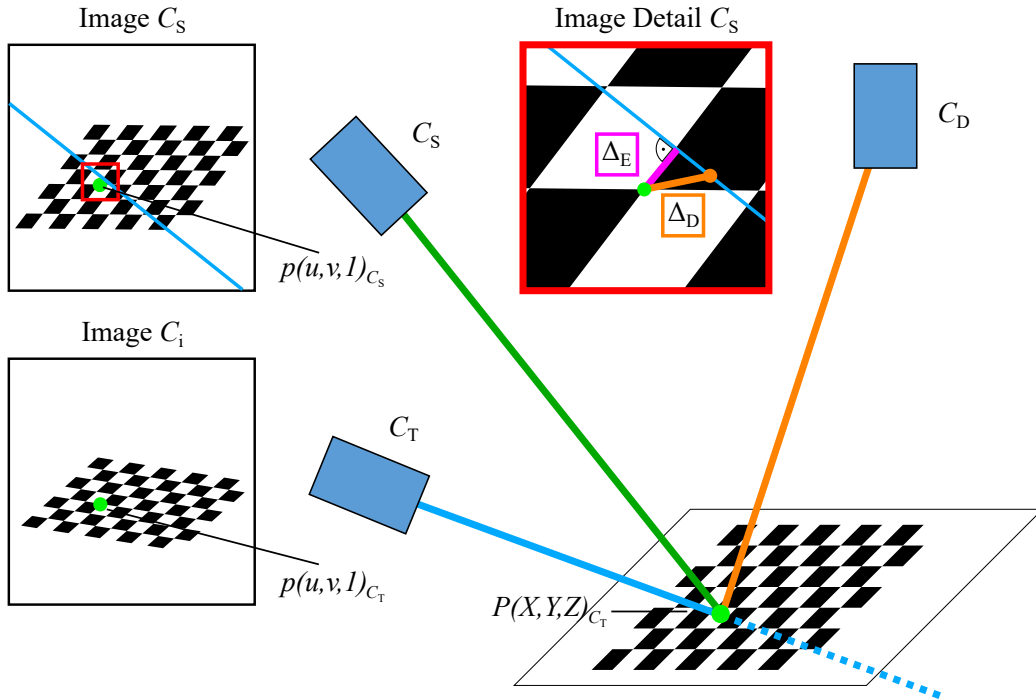 Image C_S
Image Detail C_S
C_S
C_D
Δ_E
Δ_D
p(u,v,1)_{C_S}
Image C_i
C_T
p(u,v,1)_{C_T}
P(X,Y,Z)_{C_T}